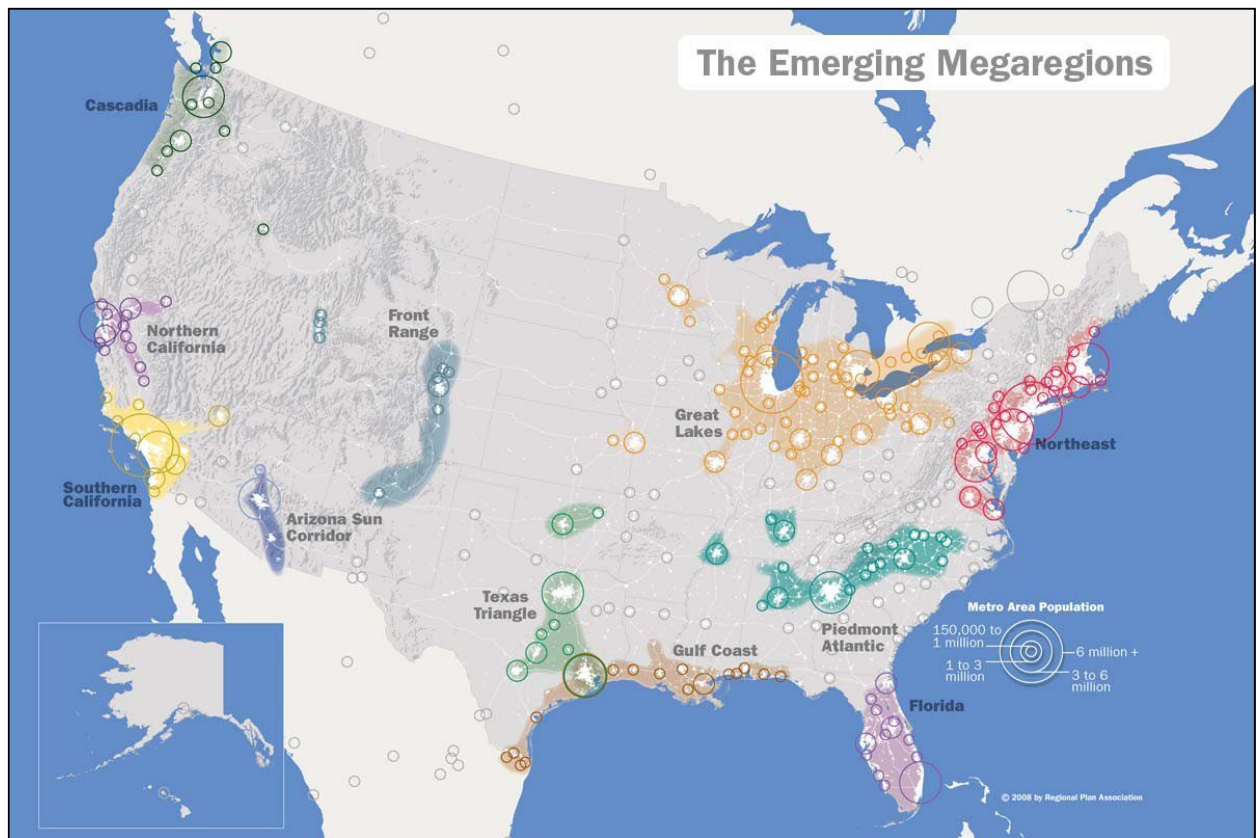 The Emerging Megaregions
Cascadia
Northern
California
Front
Range
Great
Lakes
Northeast
Southern
California
Arizona Sun
Corridor
Texas
Triangle
Gulf Coast
Piedmont
Atlantic
Florida
Metro Area Population
150,000 to
1 million
1 to 3
million
6 million +
3 to 6
million
© 2008 by Regional Plan Association